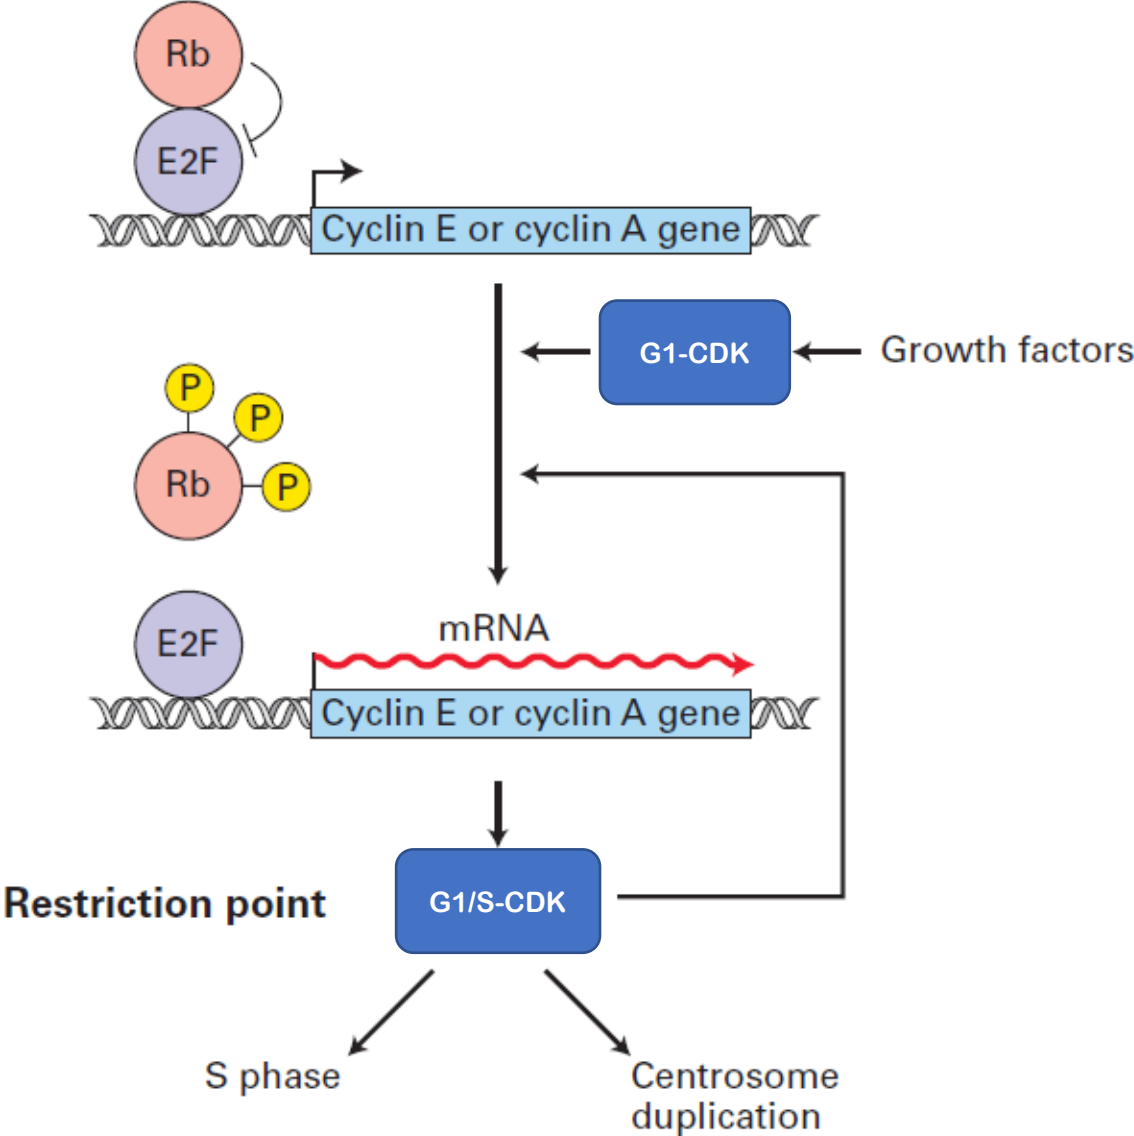 Rb
E2F
Cyclin E or cyclin A gene
G1-CDK
Growth factors
P
P
Rb
P
mRNA
E2F
Cyclin E or cyclin A gene
Restriction point
G1/S-CDK
S phase
Centrosome
duplication